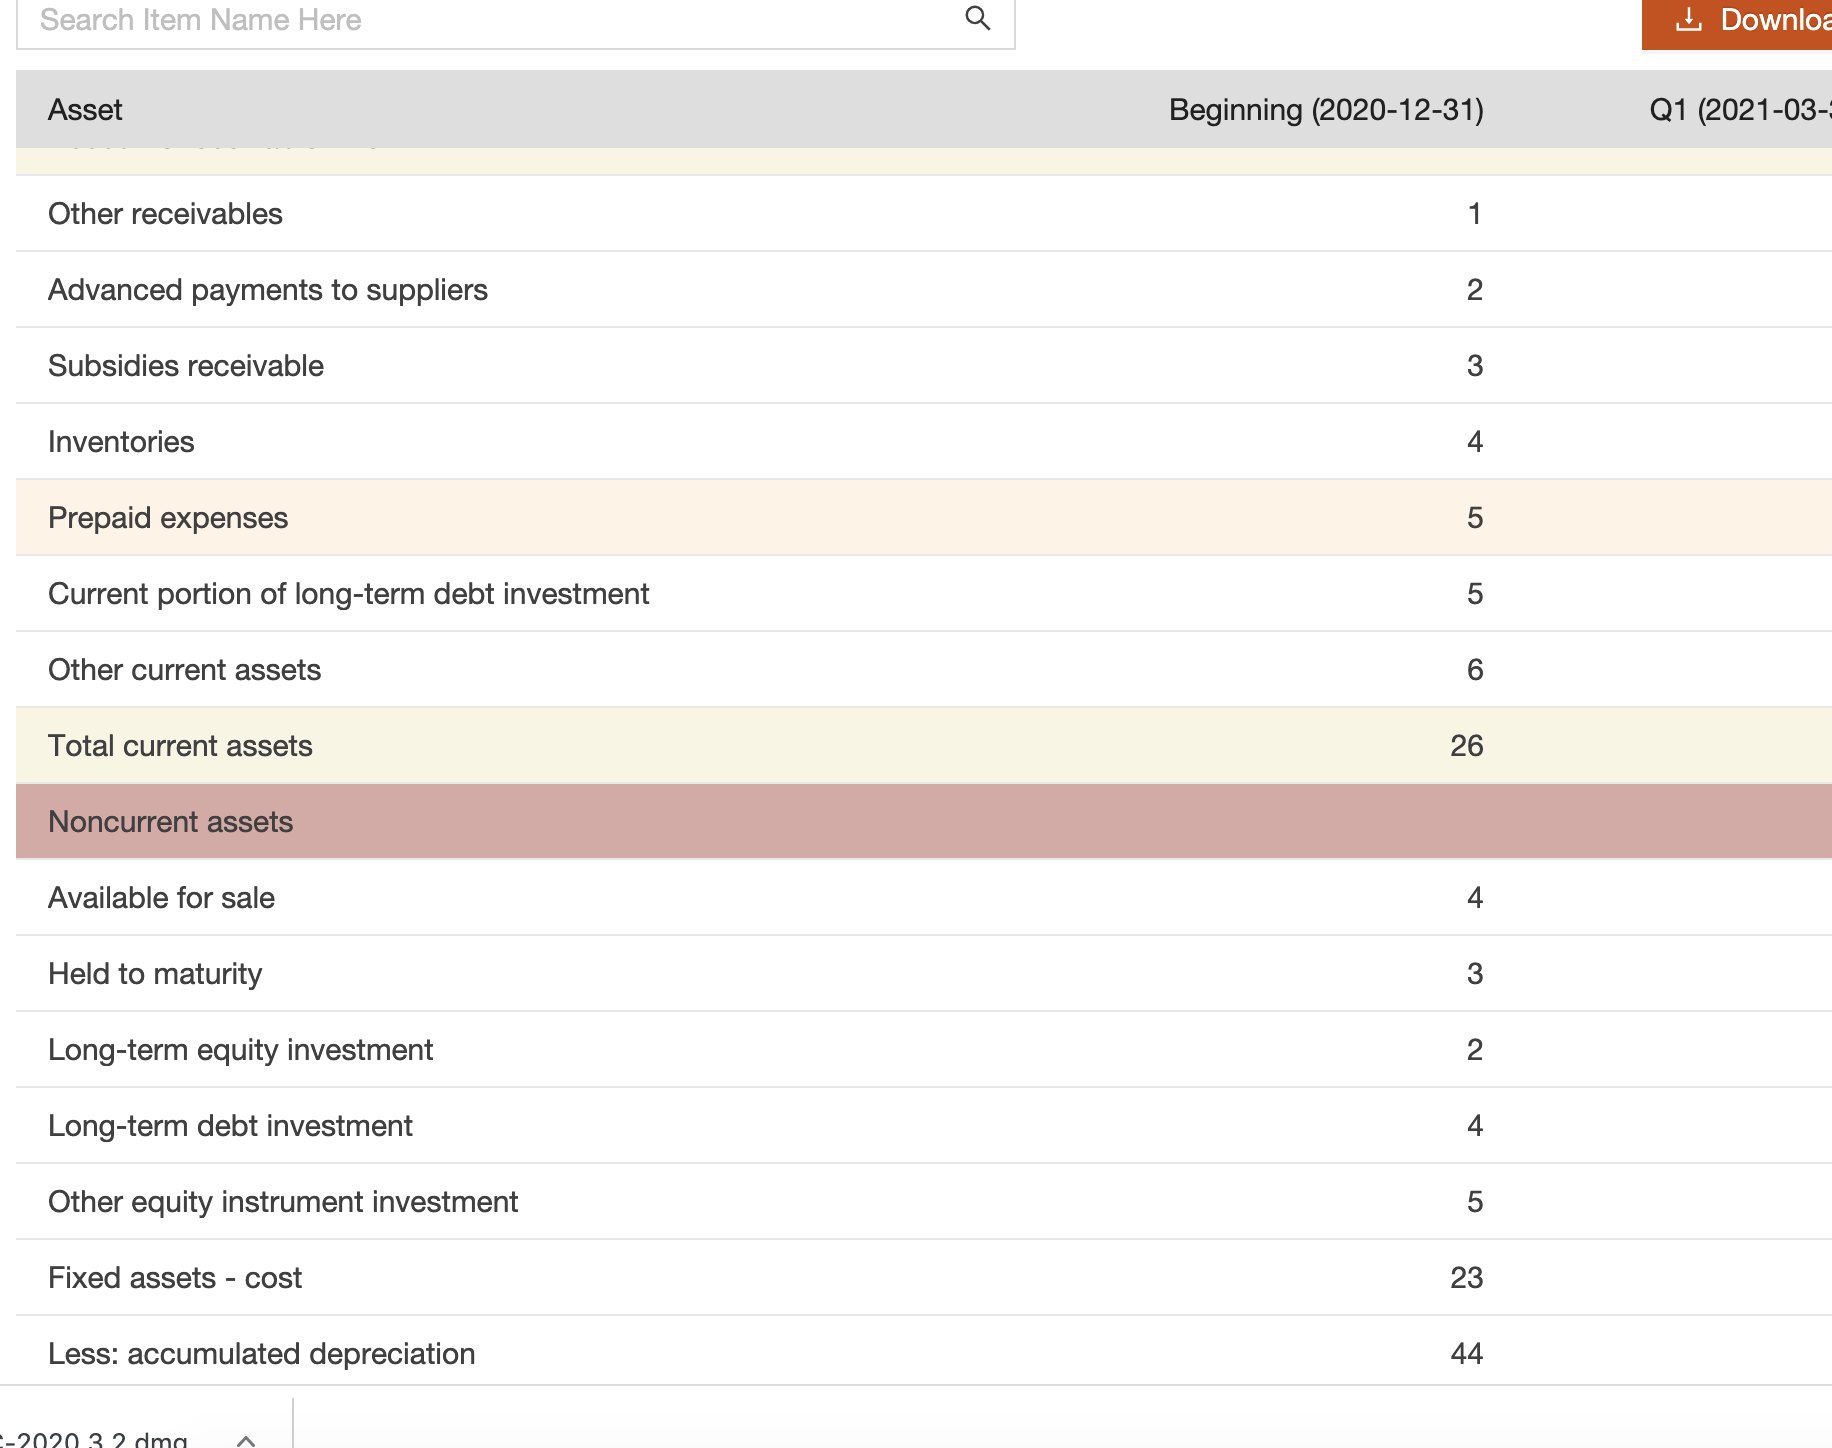 Search Item Name Here
Asset Beginning (2020-12-31) Q1 (2021-03-
Other receivables 1
Advanced payments to suppliers 2
Subsidies receivable 3
Inventories 4
Prepaid expenses 5
Current portion of long-term debt investment 5
Other current assets 6
Total current assets 26
Noncurrent assets
Available for sale 4
Held to maturity 3
Long-term equity investment 2
Long-term debt investment 4
Other equity instrument investment 5
Fixed assets - cost 23
Less: accumulated depreciation 44
-2020.3.2.dmg